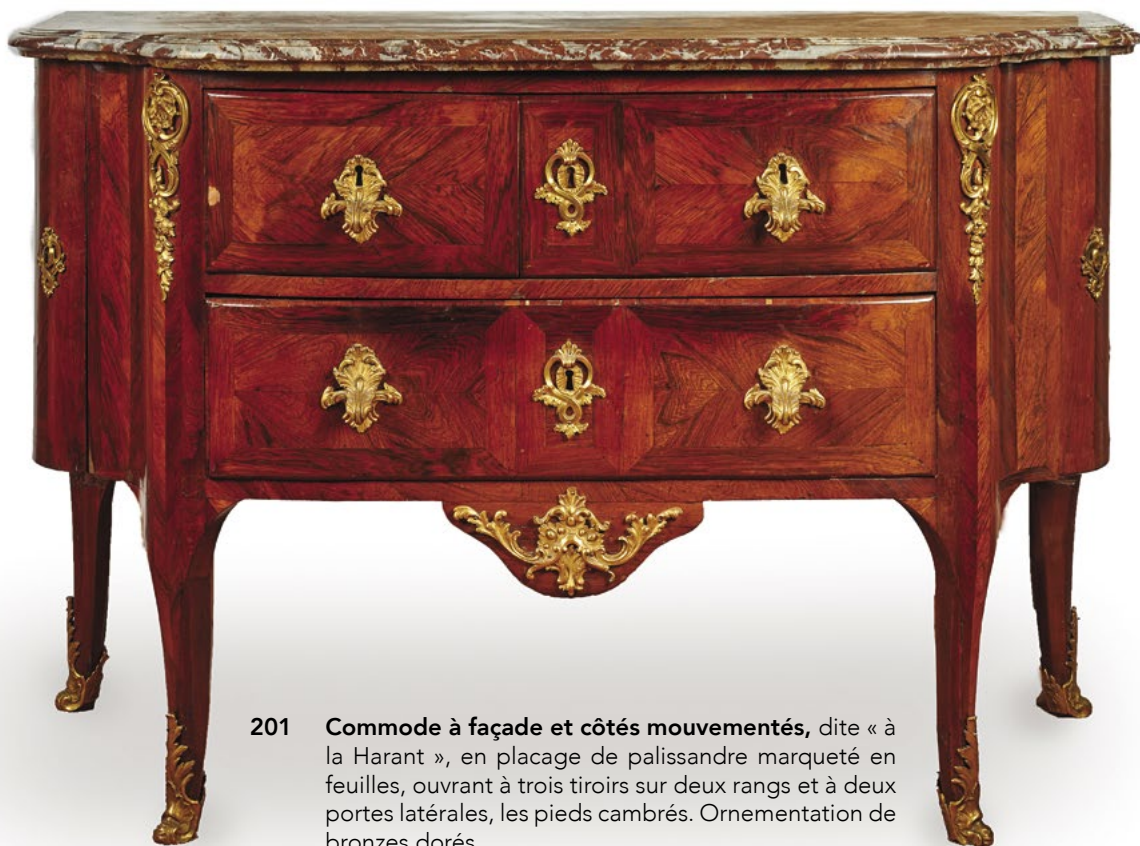 201 Commode à façade et côtés mouvementés, dite « à
la Harant », en placage de palissandre marqueté en
feuilles, ouvrant à trois tiroirs sur deux rangs et à deux
portes latérales, les pieds cambrés. Ornementation de
bronzes dorés.